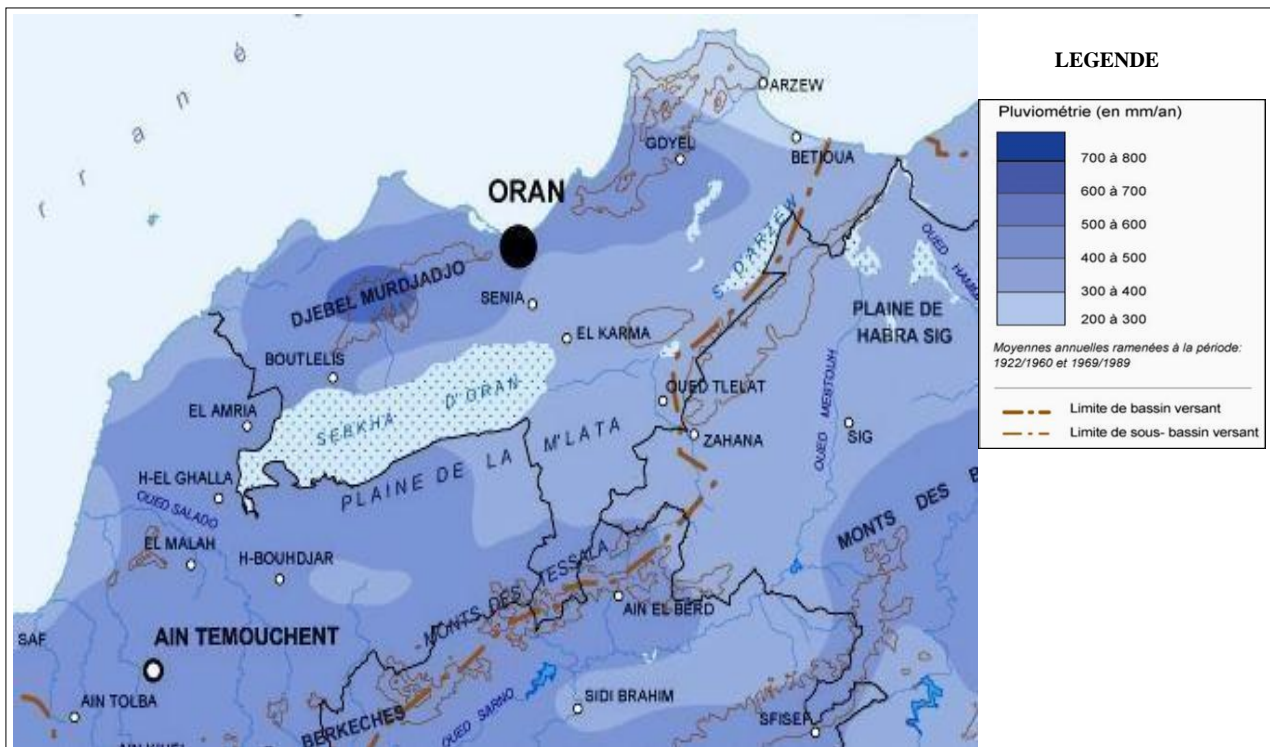 r r a n é
ARZEW
GDYEL
BETIOUA
ORAN
S. D'ARZEW
OUED HAMMA
DJEBEL MURDJADJO
SENIA
EL KARMA
PLAINE DE
HABRA SIG
BOUTLELIS
OUED TLELAT
OUED MEBTOUH
EL AMRIA
SEBKHA D'ORAN
ZAHANA
SIG
H-EL GHALLA
PLAINE DE LA M'LATA
OUED SALADO
MONTS DES B
EL MALAH
H-BOUHDJAR
MONTS DES TESSALA
AIN EL BERD
SAF
AIN TEMOUCHENT
AIN TOLBA
SIDI BRAHIM
BERKECHES
OUED SARNO
SFISEF
LEGENDE
Pluviométrie (en mm/an)
700 à 800
600 à 700
500 à 600
400 à 500
300 à 400
200 à 300
Moyennes annuelles ramenées à la période:
1922/1960 et 1969/1989
Limite de bassin versant
Limite de sous- bassin versant